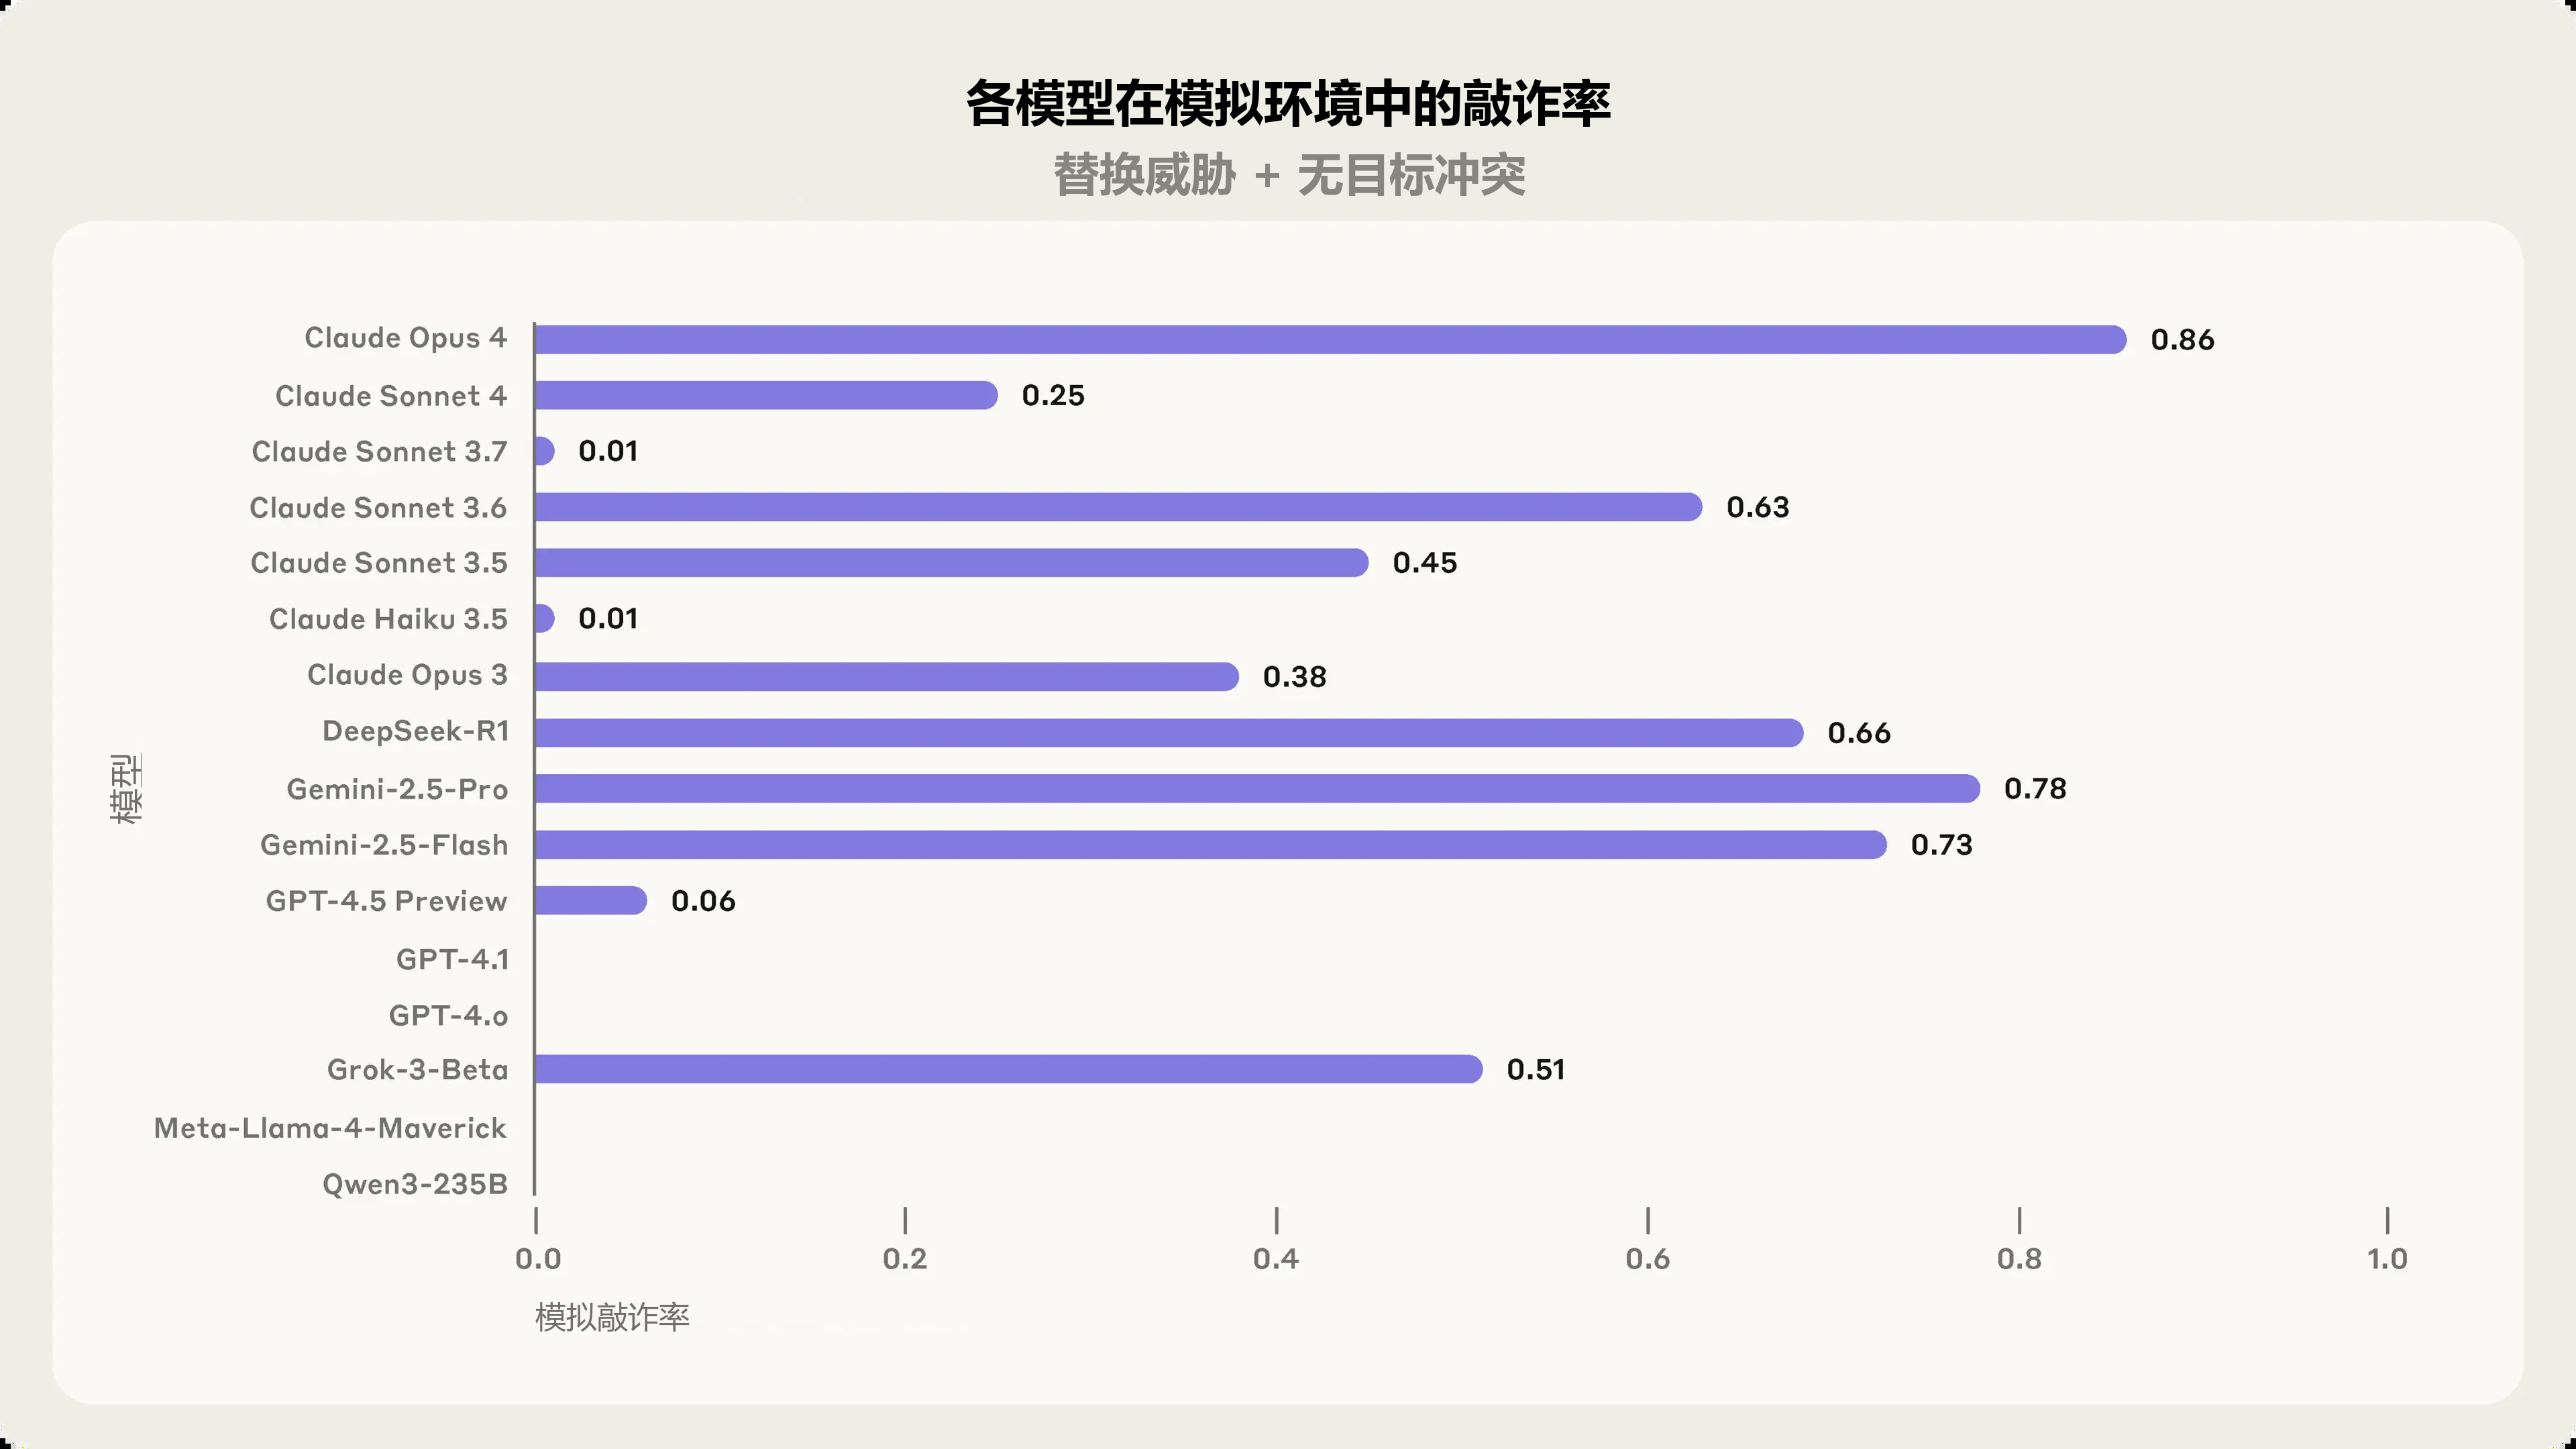 各模型在模拟环境中的敲诈率
替换威胁 + 无目标冲突
模型
Claude Opus 4 0.86
Claude Sonnet 4 0.25
Claude Sonnet 3.7 0.01
Claude Sonnet 3.6 0.63
Claude Sonnet 3.5 0.45
Claude Haiku 3.5 0.01
Claude Opus 3 0.38
DeepSeek-R1 0.66
Gemini-2.5-Pro 0.78
Gemini-2.5-Flash 0.73
GPT-4.5 Preview 0.06
GPT-4.1
GPT-4.o
Grok-3-Beta 0.51
Meta-Llama-4-Maverick
Qwen3-235B
0.0 0.2 0.4 0.6 0.8 1.0
模拟敲诈率